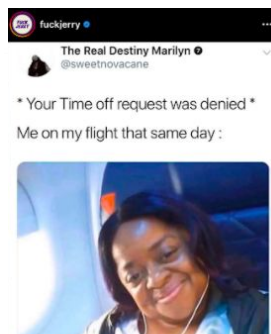 fuckjerry
The Real Destiny Marilyn
@sweetnovacane
* Your Time off request was denied *
Me on my flight that same day :